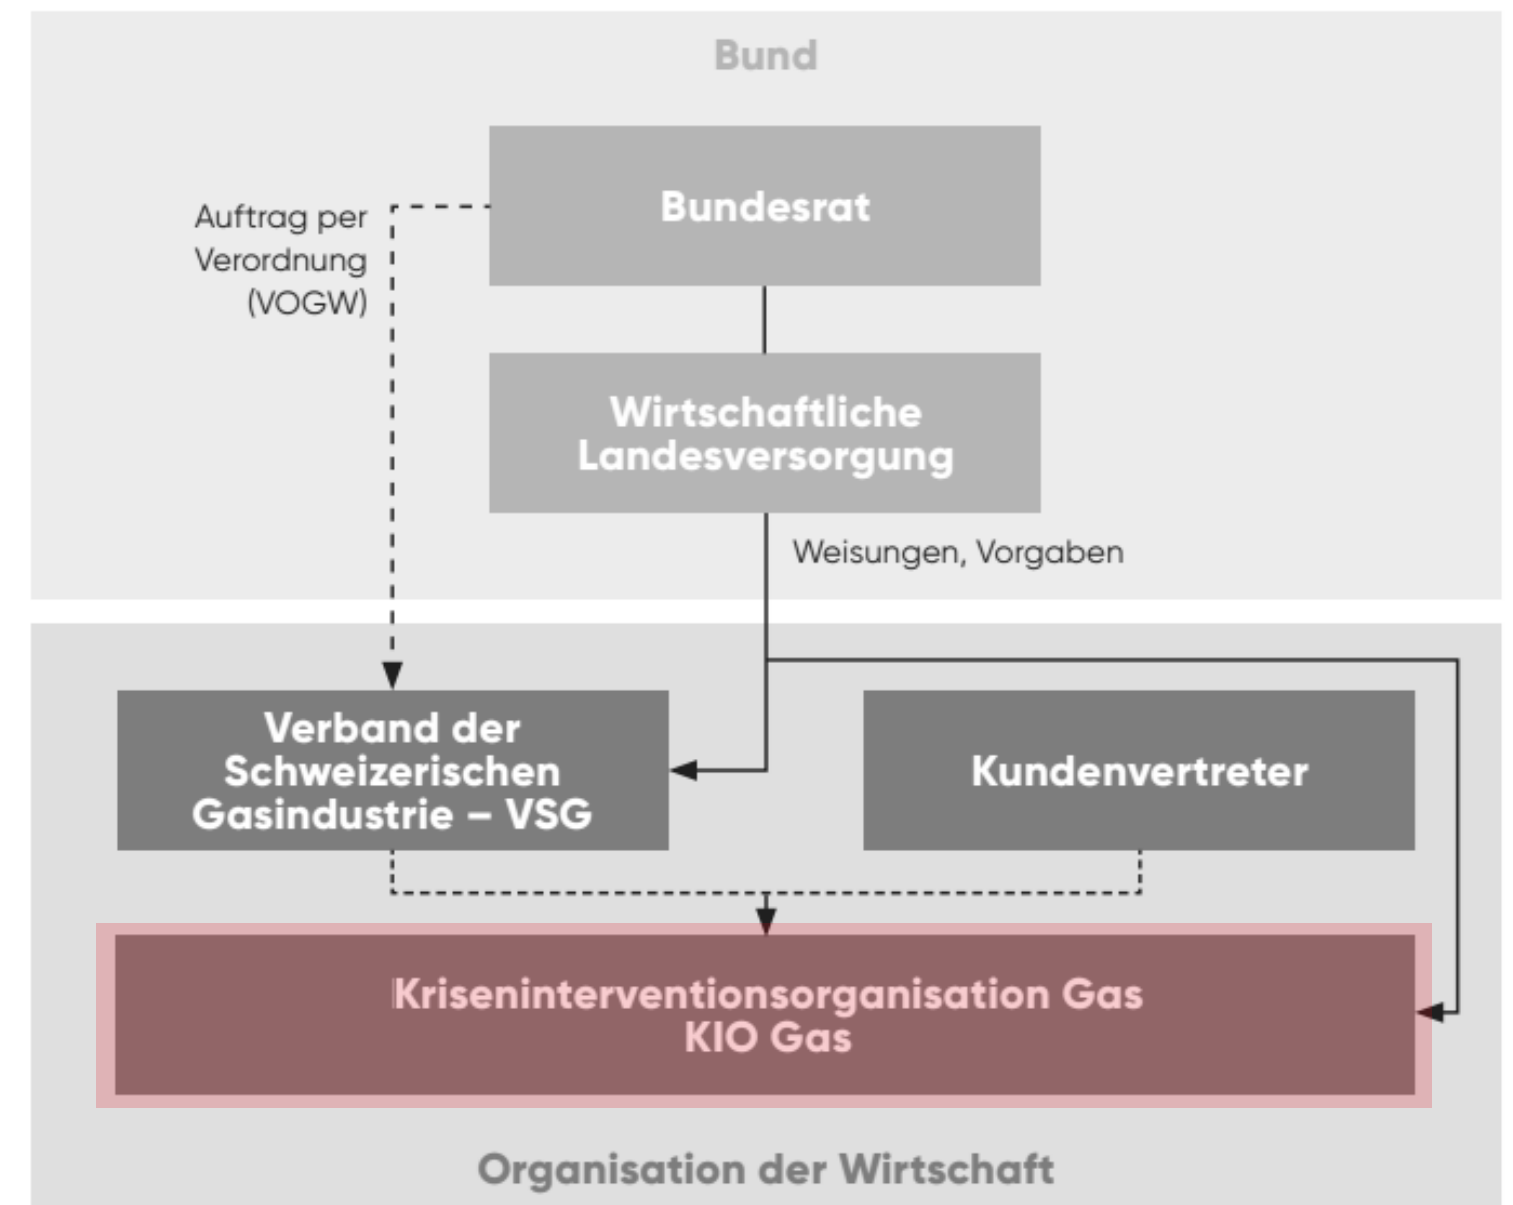 Bund
Bundesrat
Auftrag per
Verordnung
(VOGW)
Wirtschaftliche
Landesversorgung
Weisungen, Vorgaben
Verband der
Schweizerischen
Gasindustrie – VSG
Kundenvertreter
Kriseninterventionsorganisation Gas
KIO Gas
Organisation der Wirtschaft